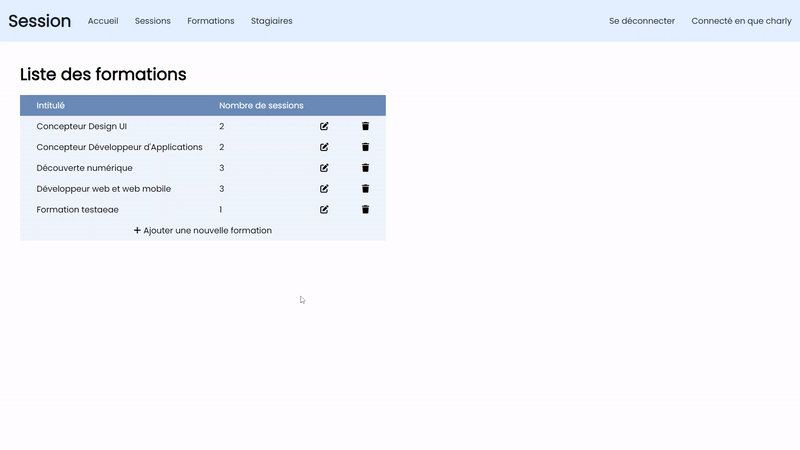 Session Accueil Sessions Formations Stagiaires Se déconnecter Connecté en que charly
Liste des formations
Intitulé Nombre de sessions
Concepteur Design UI 2
Concepteur Développeur d'Applications 2
Découverte numérique 3
Développeur web et web mobile 3
Formation testaeae 1
+ Ajouter une nouvelle formation